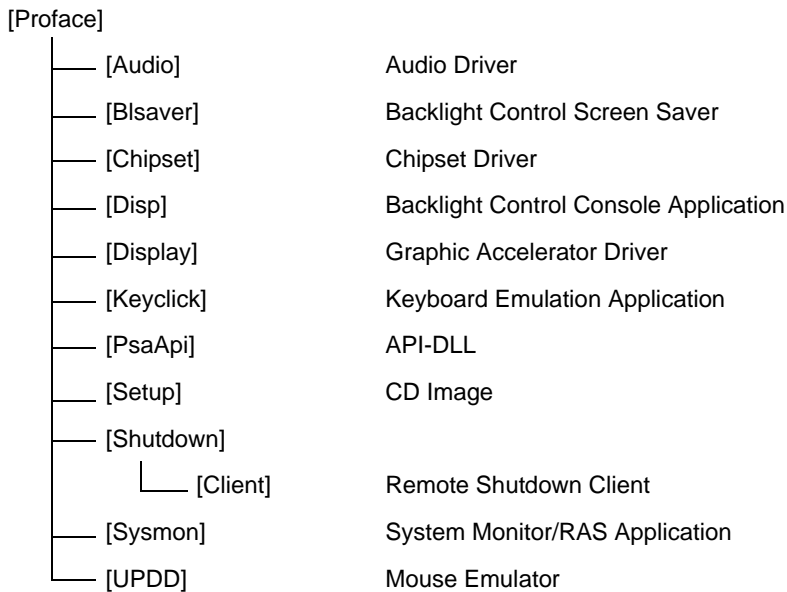 [Proface]
[Audio] Audio Driver
[Blsaver] Backlight Control Screen Saver
[Chipset] Chipset Driver
[Disp] Backlight Control Console Application
[Display] Graphic Accelerator Driver
[Keyclick] Keyboard Emulation Application
[PsaApi] API-DLL
[Setup] CD Image
[Shutdown]
[Client] Remote Shutdown Client
[Sysmon] System Monitor/RAS Application
[UPDD] Mouse Emulator